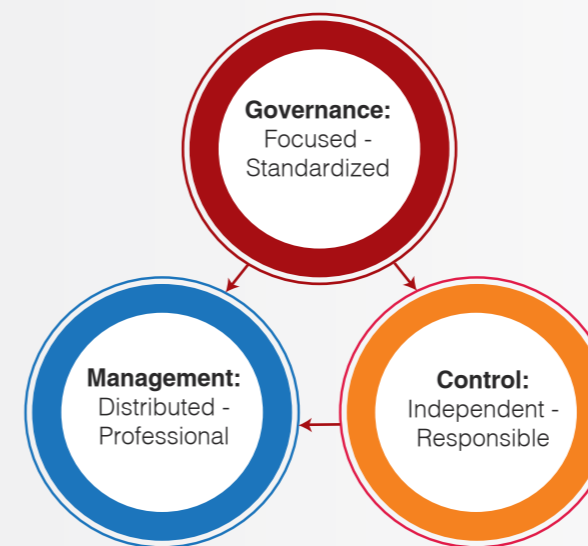 Governance:
Focused -
Standardized
Management:
Distributed -
Professional
Control:
Independent -
Responsible